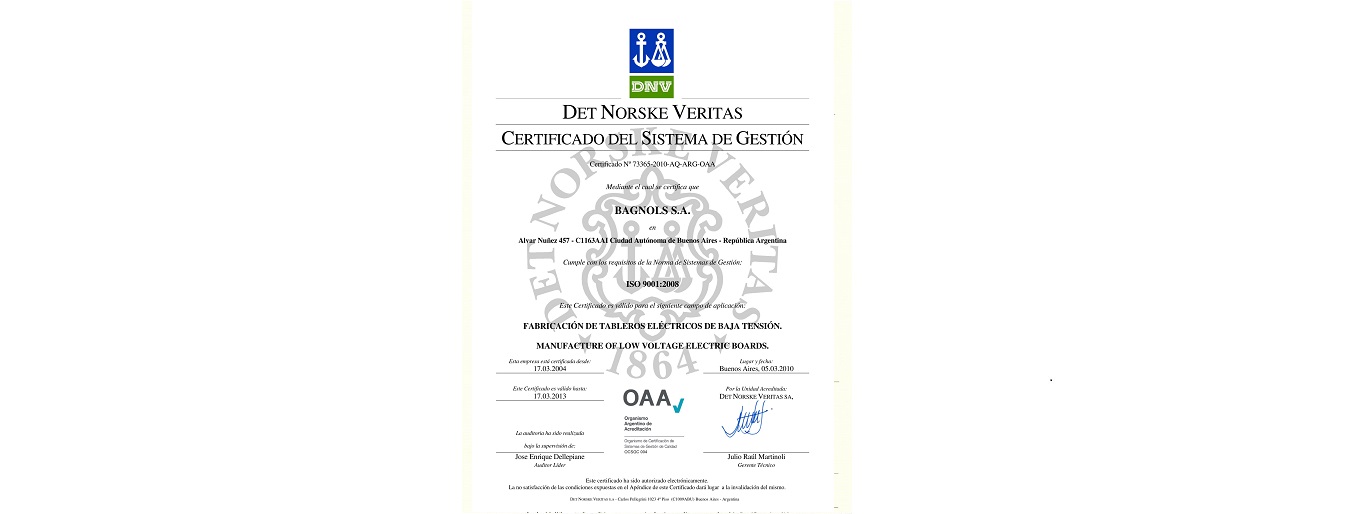 DNV
DET NORSKE VERITAS
CERTIFICADO DEL SISTEMA DE GESTIÓN
Certificado Nº 73365-2010-AQ-ARG-OAA
Mediante el cual se certifica que
BAGNOLS S.A.
en
Alvar Nuñez 457 - C1163AAI Ciudad Autónoma de Buenos Aires - República Argentina
Cumple con los requisitos de la Norma de Sistemas de Gestión:
ISO 9001:2008
Este Certificado es válido para el siguiente campo de aplicación:
FABRICACIÓN DE TABLEROS ELÉCTRICOS DE BAJA TENSIÓN.
MANUFACTURE OF LOW VOLTAGE ELECTRIC BOARDS.
DET NORSKE VERITAS
1864
Esta empresa está certificada desde:
17.03.2004
Lugar y fecha:
Buenos Aires, 05.03.2010
Este Certificado es válido hasta:
17.03.2013
OAA
Organismo
Argentino de
Acreditación
Organismo de Certificación de
Sistemas de Gestión de Calidad
OCSGC 004
Por la Unidad Acreditada:
DET NORSKE VERITAS SA,
La auditoría ha sido realizada
bajo la supervisión de:
Jose Enrique Dellepiane
Auditor Líder
Julio Raúl Martinoli
Gerente Técnico
Este certificado ha sido autorizado electrónicamente.
La no satisfacción de las condiciones expuestas en el Apéndice de este Certificado dará lugar a la invalidación del mismo.
DET NORSKE VERITAS S.A - Carlos Pellegrini 1023 4º Piso (C1009ABU) Buenos Aires - Argentina